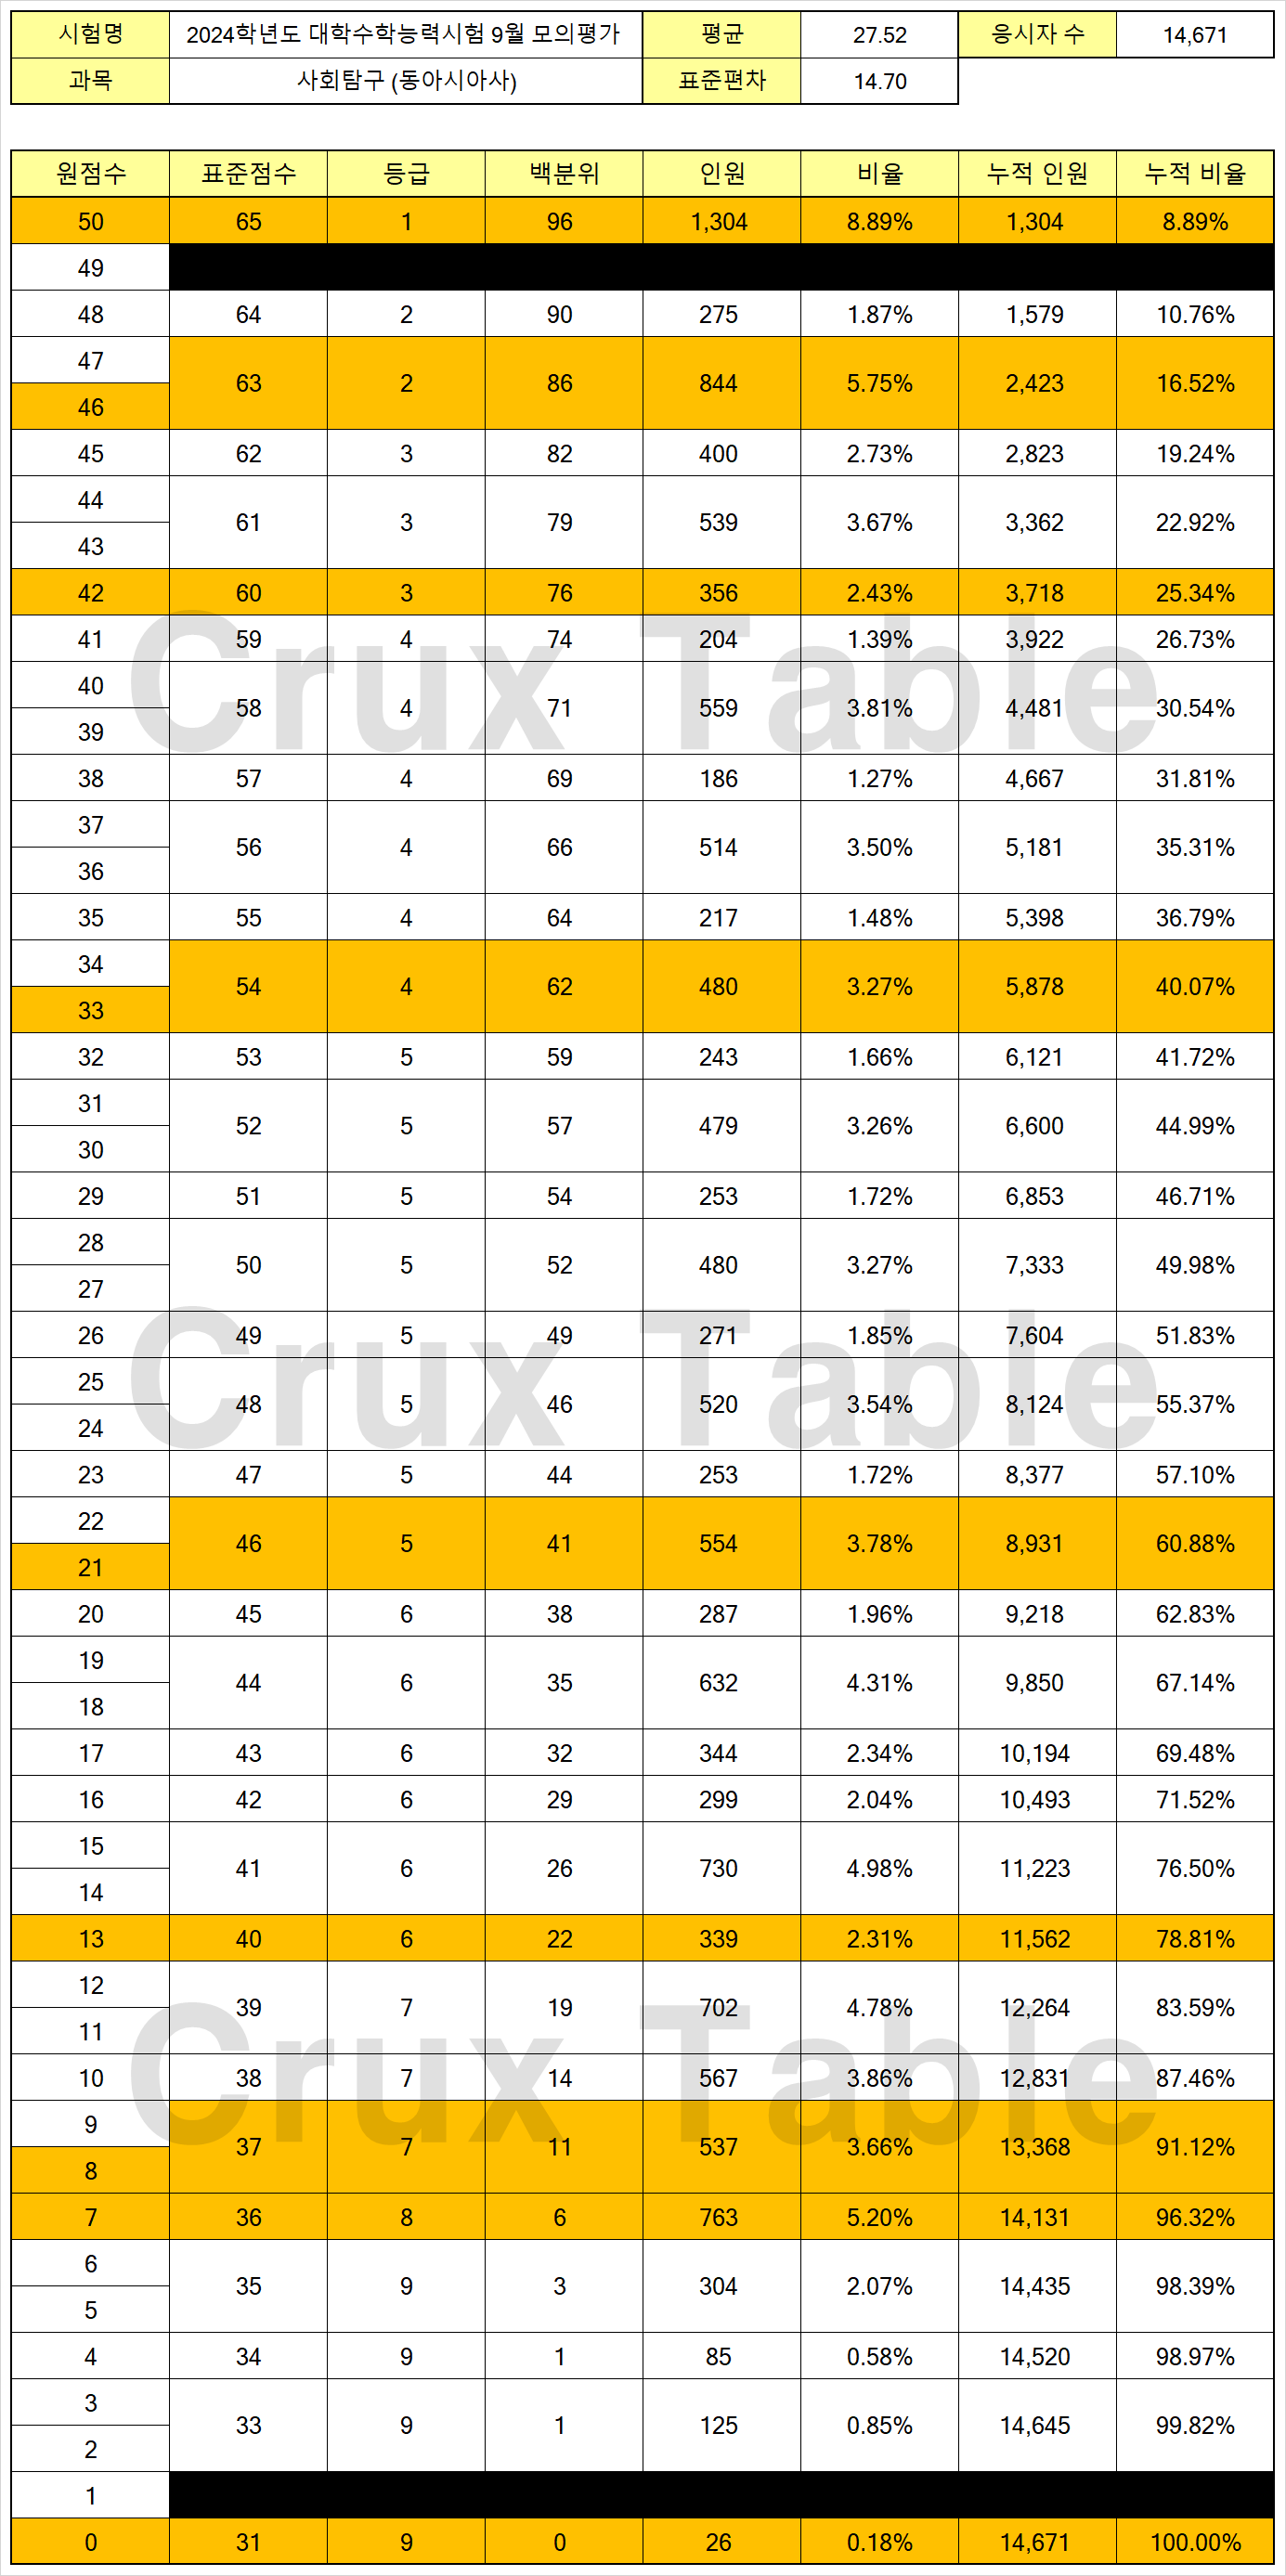 시험명 2024학년도 대학수학능력시험 9월 모의평가 평균 27.52 응시자 수 14,671
과목 사회탐구 (동아시아사) 표준편차 14.70
원점수 표준점수 등급 백분위 인원 비율 누적 인원 누적 비율
50 65 1 96 1,304 8.89% 1,304 8.89%
49
48 64 2 90 275 1.87% 1,579 10.76%
47
63 2 86 844 5.75% 2,423 16.52%
46
45 62 3 82 400 2.73% 2,823 19.24%
44
61 3 79 539 3.67% 3,362 22.92%
43
42 60 3 76 356 2.43% 3,718 25.34%
41 59 4 74 204 1.39% 3,922 26.73%
Crux Table
40
58 4 71 559 3.81% 4,481 30.54%
39
38 57 4 69 186 1.27% 4,667 31.81%
37
56 4 66 514 3.50% 5,181 35.31%
36
35 55 4 64 217 1.48% 5,398 36.79%
34
54 4 62 480 3.27% 5,878 40.07%
33
32 53 5 59 243 1.66% 6,121 41.72%
31
52 5 57 479 3.26% 6,600 44.99%
30
29 51 5 54 253 1.72% 6,853 46.71%
28
50 5 52 480 3.27% 7,333 49.98%
27
26 49 5 49 271 1.85% 7,604 51.83%
Crux Table
25
48 5 46 520 3.54% 8,124 55.37%
24
23 47 5 44 253 1.72% 8,377 57.10%
22
46 5 41 554 3.78% 8,931 60.88%
21
20 45 6 38 287 1.96% 9,218 62.83%
19
44 6 35 632 4.31% 9,850 67.14%
18
17 43 6 32 344 2.34% 10,194 69.48%
16 42 6 29 299 2.04% 10,493 71.52%
15
41 6 26 730 4.98% 11,223 76.50%
14
13 40 6 22 339 2.31% 11,562 78.81%
12
39 7 19 702 4.78% 12,264 83.59%
11
Crux Table
10 38 7 14 567 3.86% 12,831 87.46%
9
37 7 11 537 3.66% 13,368 91.12%
8
7 36 8 6 763 5.20% 14,131 96.32%
6
35 9 3 304 2.07% 14,435 98.39%
5
4 34 9 1 85 0.58% 14,520 98.97%
3
33 9 1 125 0.85% 14,645 99.82%
2
1
0 31 9 0 26 0.18% 14,671 100.00%